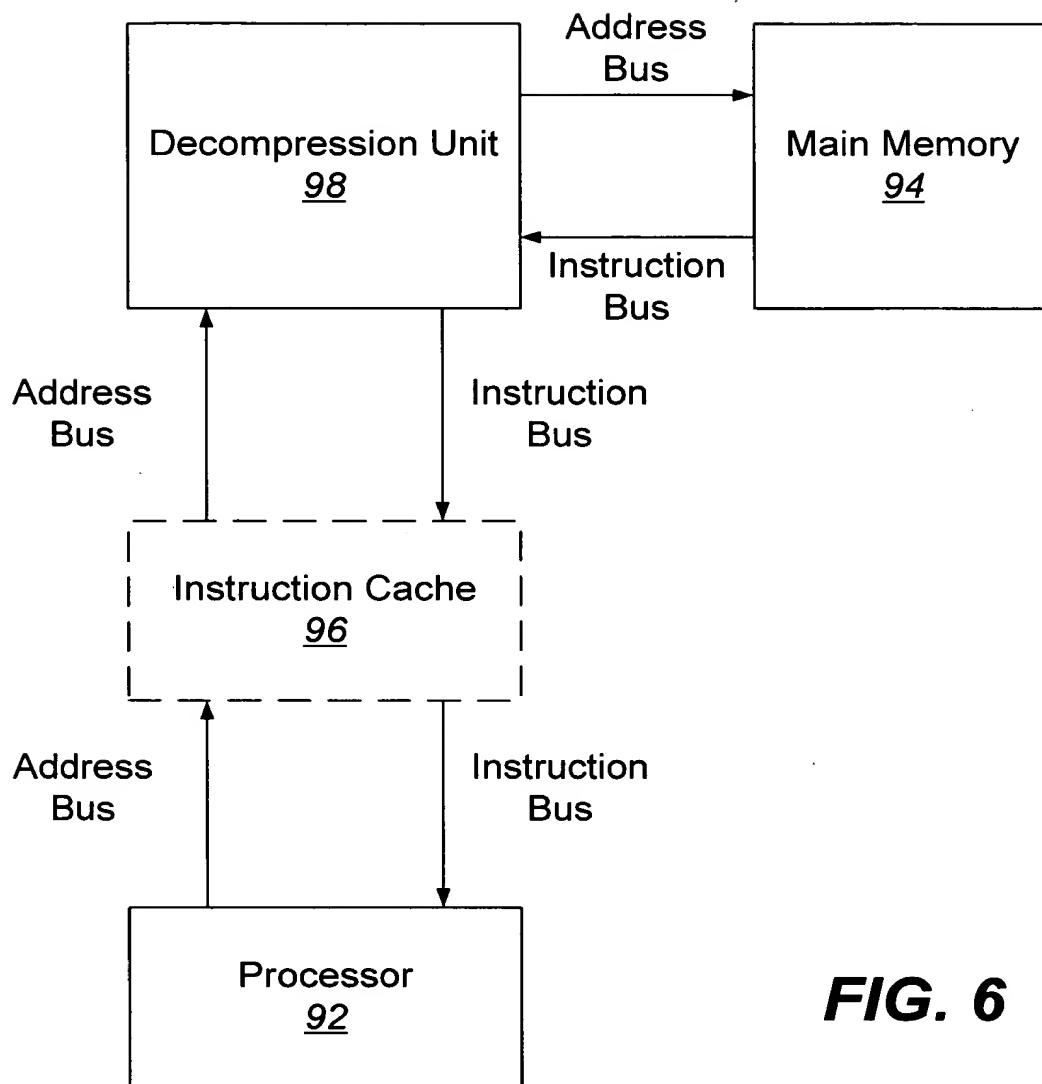 Address
Bus
Decompression Unit
98
Main Memory
94
Instruction
Bus
Address
Bus
Instruction
Bus
Instruction Cache
96
Address
Bus
Instruction
Bus
Processor
92
FIG. 6